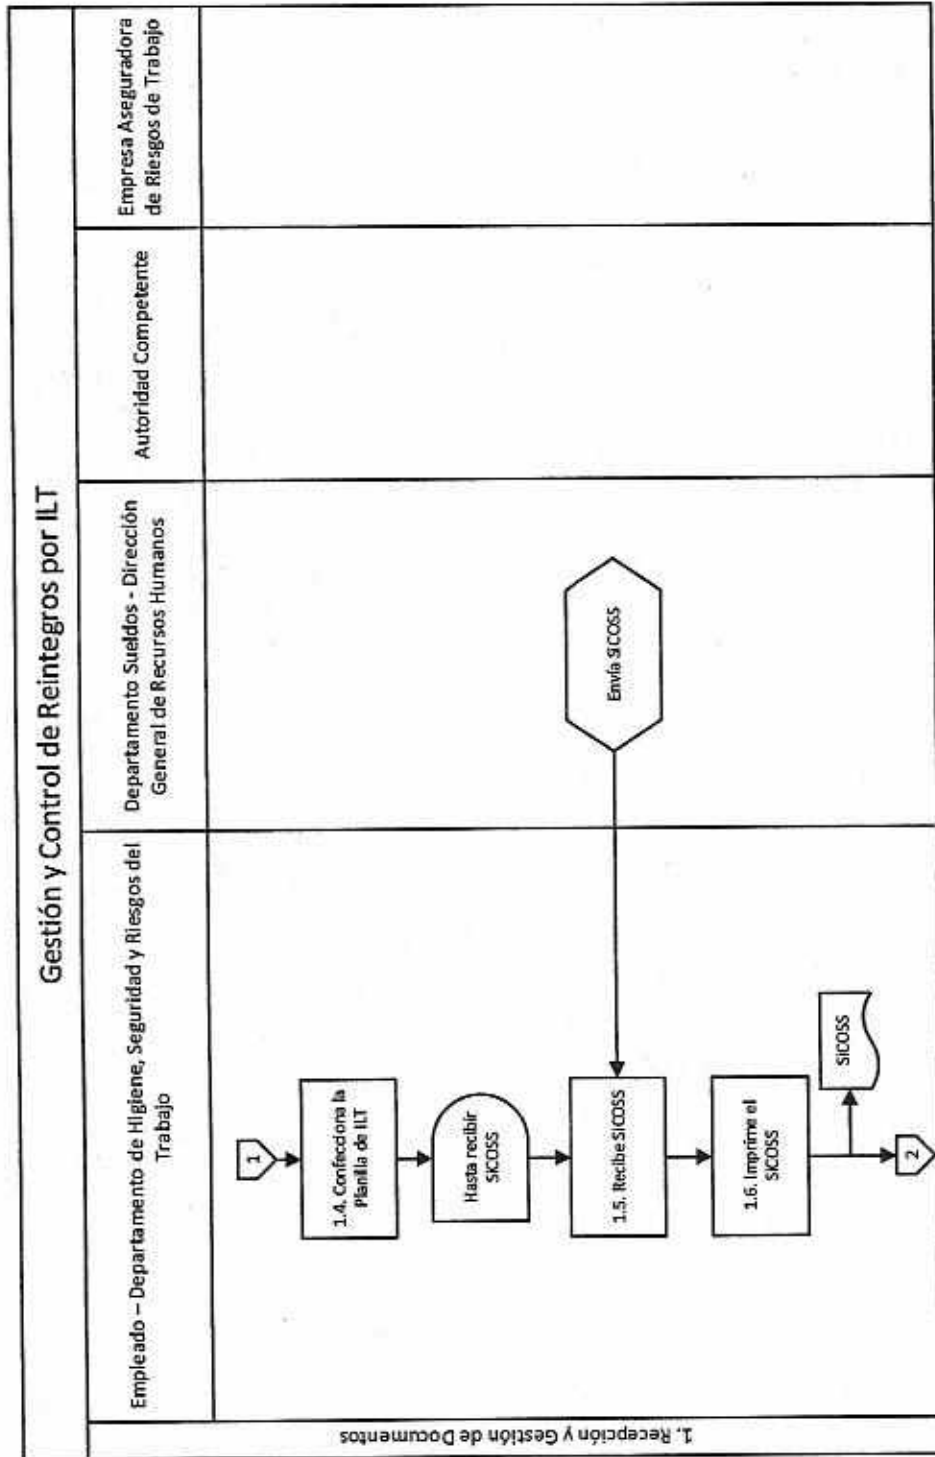 Gestión y Control de Reintegros por ILT
Empleado – Departamento de Higiene, Seguridad y Riesgos del
Trabajo
Departamento Sueldos - Dirección
General de Recursos Humanos
Autoridad Competente
Empresa Aseguradora
de Riesgos de Trabajo
1. Recepción y Gestión de Documentos
1
1.4. Confecciona la
Planilla de ILT
Hasta recibir
SICOSS
1.5. Recibe SICOSS
Envía SICOSS
1.6. Imprime el
SICOSS
SICOSS
2